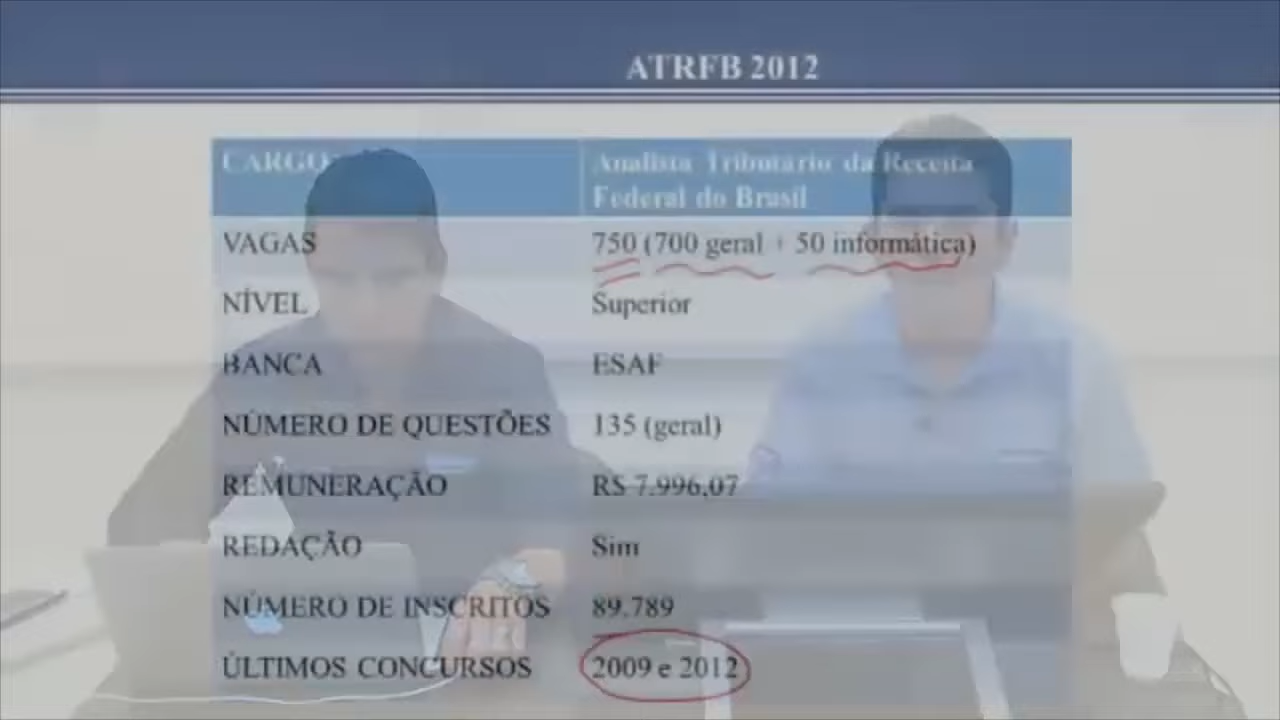 ATRFB 2012
CARGO Analista Tributario da Receita
Federal do Brasil
VAGAS 750 (700 geral + 50 informática)
NÍVEL Superior
BANCA ESAF
NÚMERO DE QUESTÕES 135 (geral)
REMUNERAÇÃO R$ 7.996,07
REDAÇÃO Sim
NÚMERO DE INSCRITOS 89.789
ÚLTIMOS CONCURSOS 2009 e 2012